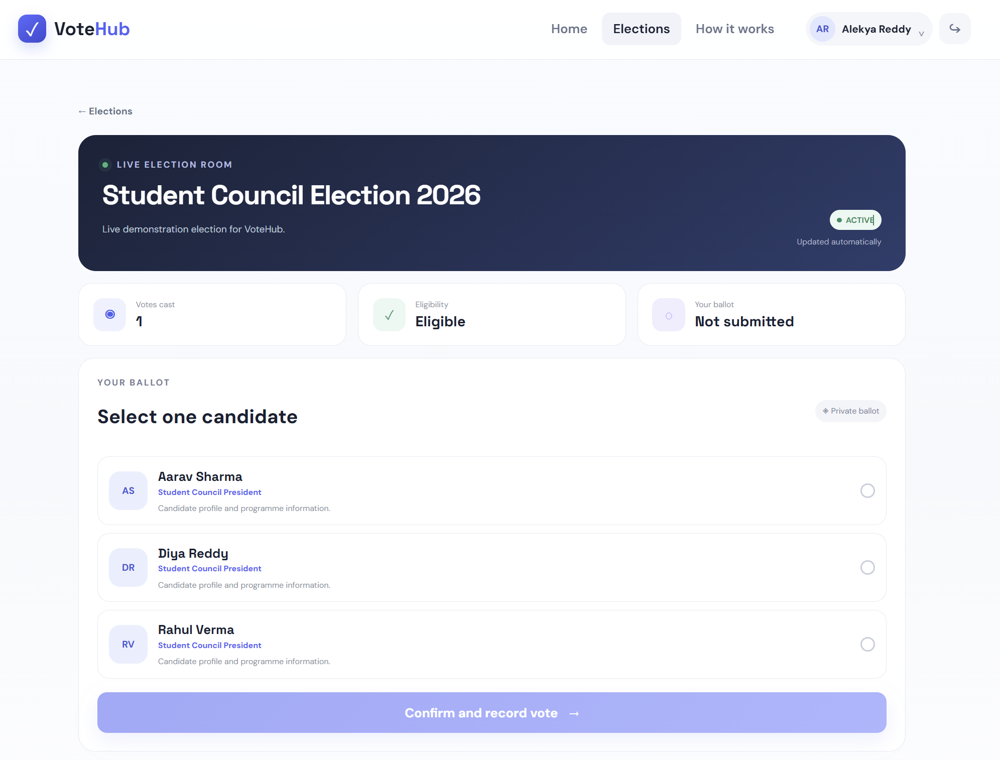 ✓ VoteHub
Home Elections How it works AR Alekya Reddy v ↪
← Elections
LIVE ELECTION ROOM
Student Council Election 2026
Live demonstration election for VoteHub.
ACTIVE
Updated automatically
Votes cast
1
✓ Eligibility
Eligible
Your ballot
Not submitted
YOUR BALLOT
Select one candidate
◈ Private ballot
AS
Aarav Sharma
Student Council President
Candidate profile and programme information.
DR
Diya Reddy
Student Council President
Candidate profile and programme information.
RV
Rahul Verma
Student Council President
Candidate profile and programme information.
Confirm and record vote →